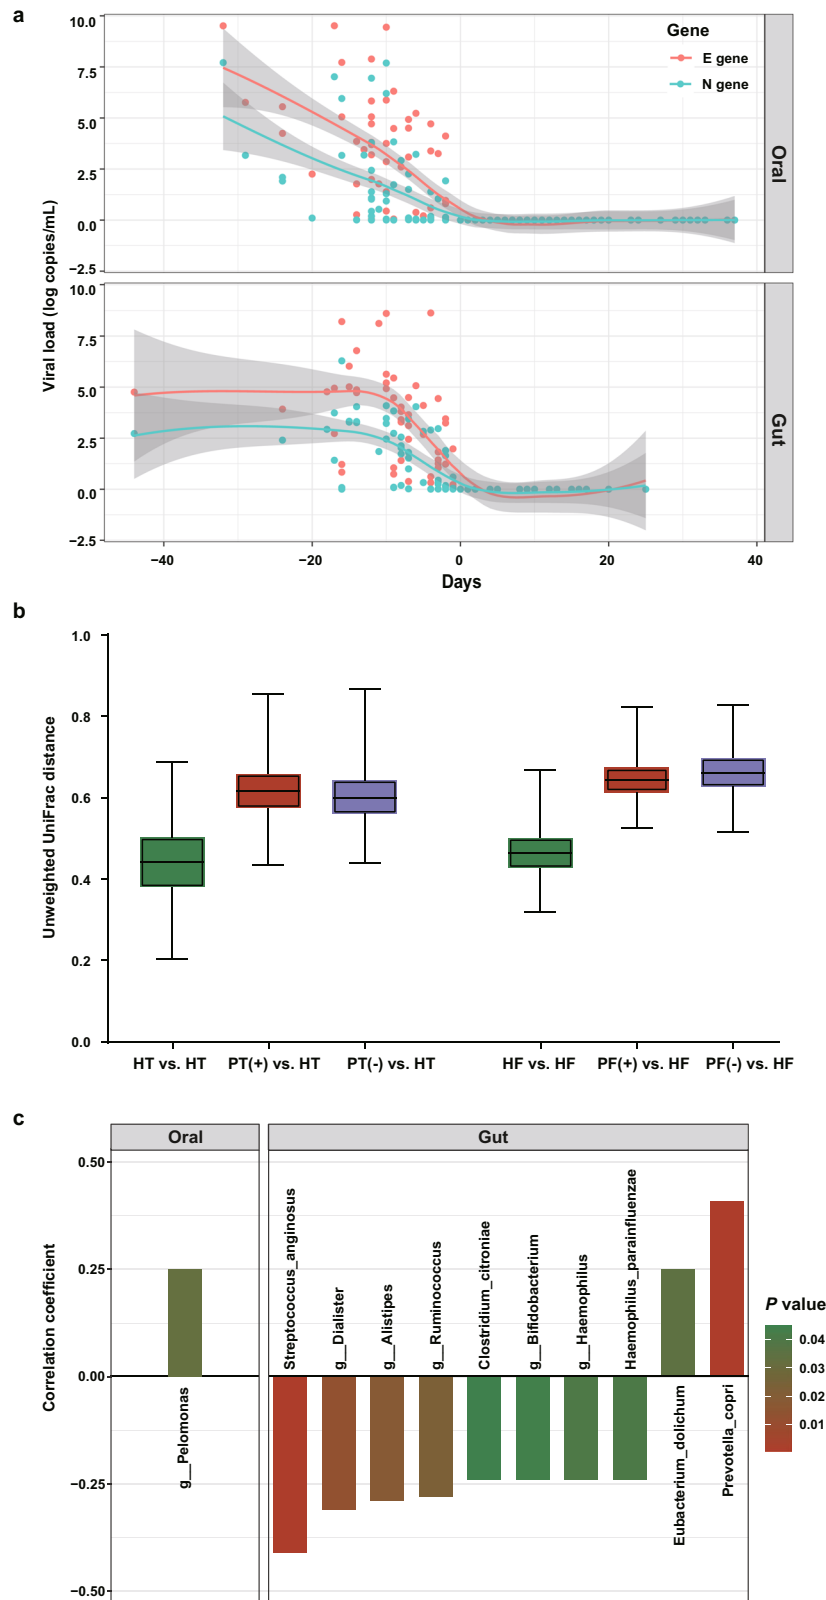 a
Gene
E gene
N gene
10.0
7.5
5.0
2.5
0.0
−2.5
Oral
10.0
7.5
5.0
2.5
0.0
−2.5
Gut
Viral load (log copies/mL)
−40
−20
0
20
40
Days
b
1.0
0.8
0.6
0.4
0.2
0.0
Unweighted UniFrac distance
HT vs. HT
PT(+) vs. HT
PT(-) vs. HT
HF vs. HF
PF(+) vs. HF
PF(-) vs. HF
c
Oral
Gut
0.50
0.25
0.00
−0.25
−0.50
Correlation coefficient
g__Pelomonas
Streptococcus_anginosus
g__Dialister
g__Alistipes
g__Ruminococcus
Clostridium_citroniae
g__Bifidobacterium
g__Haemophilus
Haemophilus_parainfluenzae
Eubacterium_dolichum
Prevotella_copri
P value
0.04
0.03
0.02
0.01